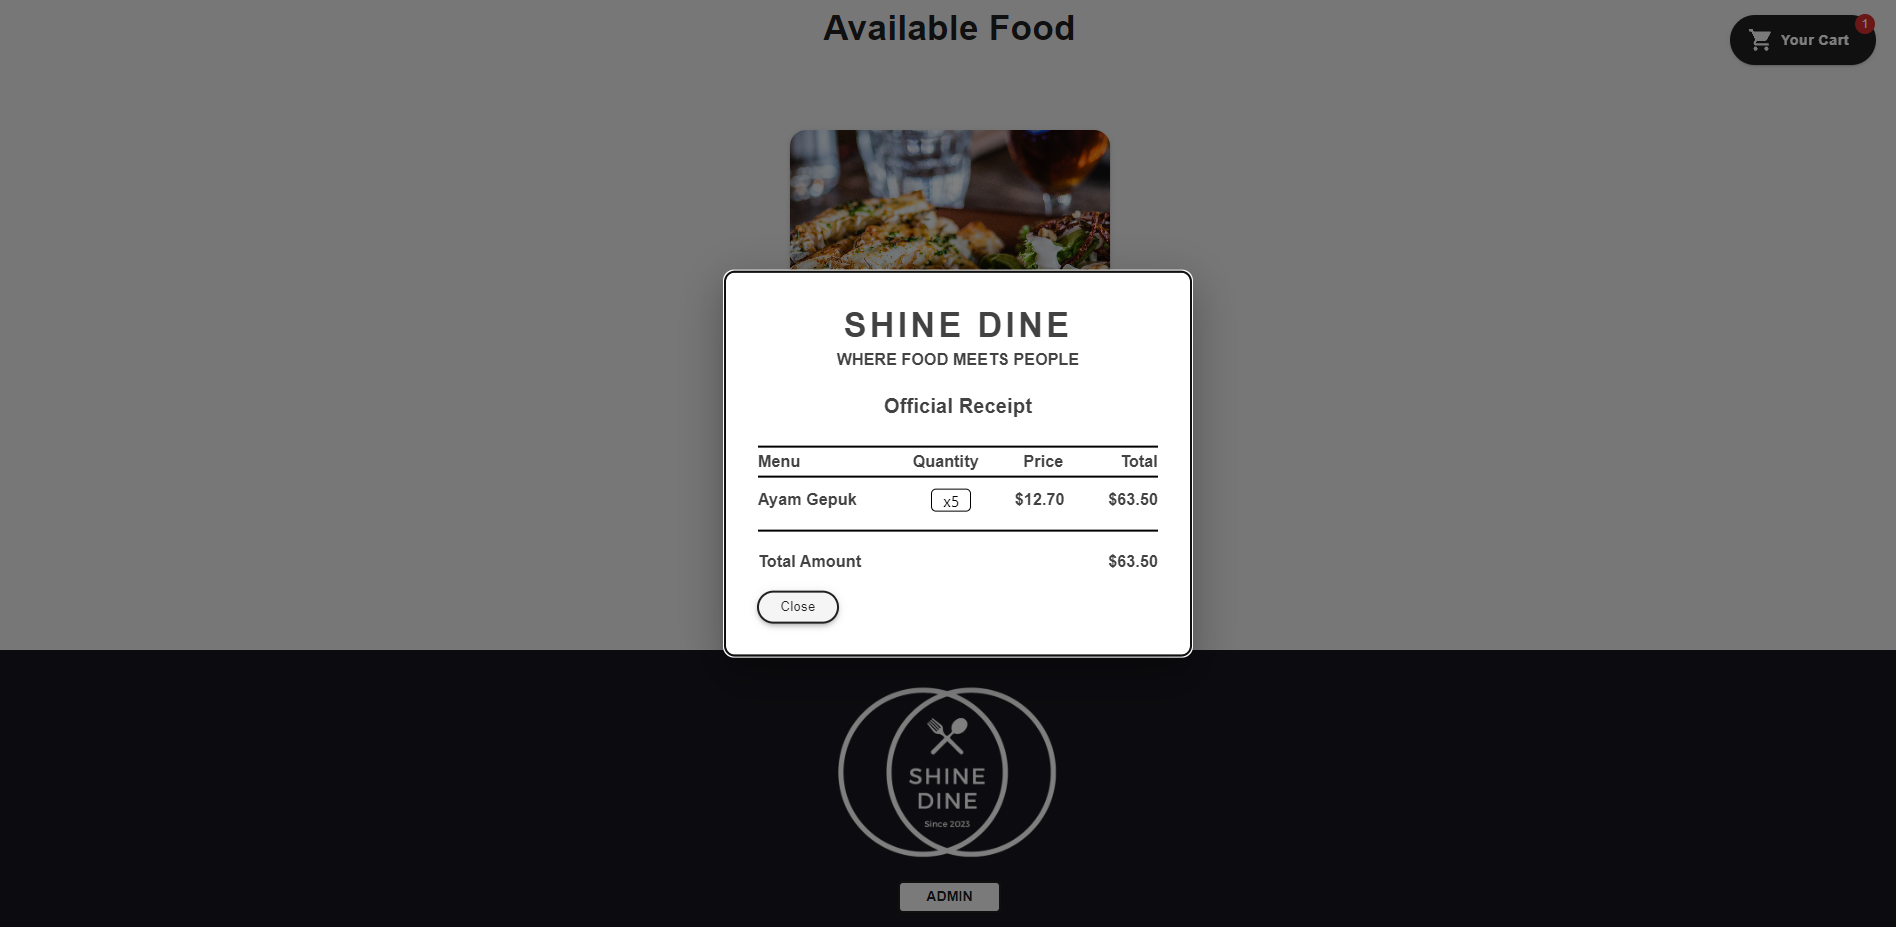 Available Food
Your Cart
1
SHINE DINE
WHERE FOOD MEETS PEOPLE
Official Receipt
Menu Quantity Price Total
Ayam Gepuk x5 $12.70 $63.50
Total Amount $63.50
Close
SHINE
DINE
Since 2023
ADMIN